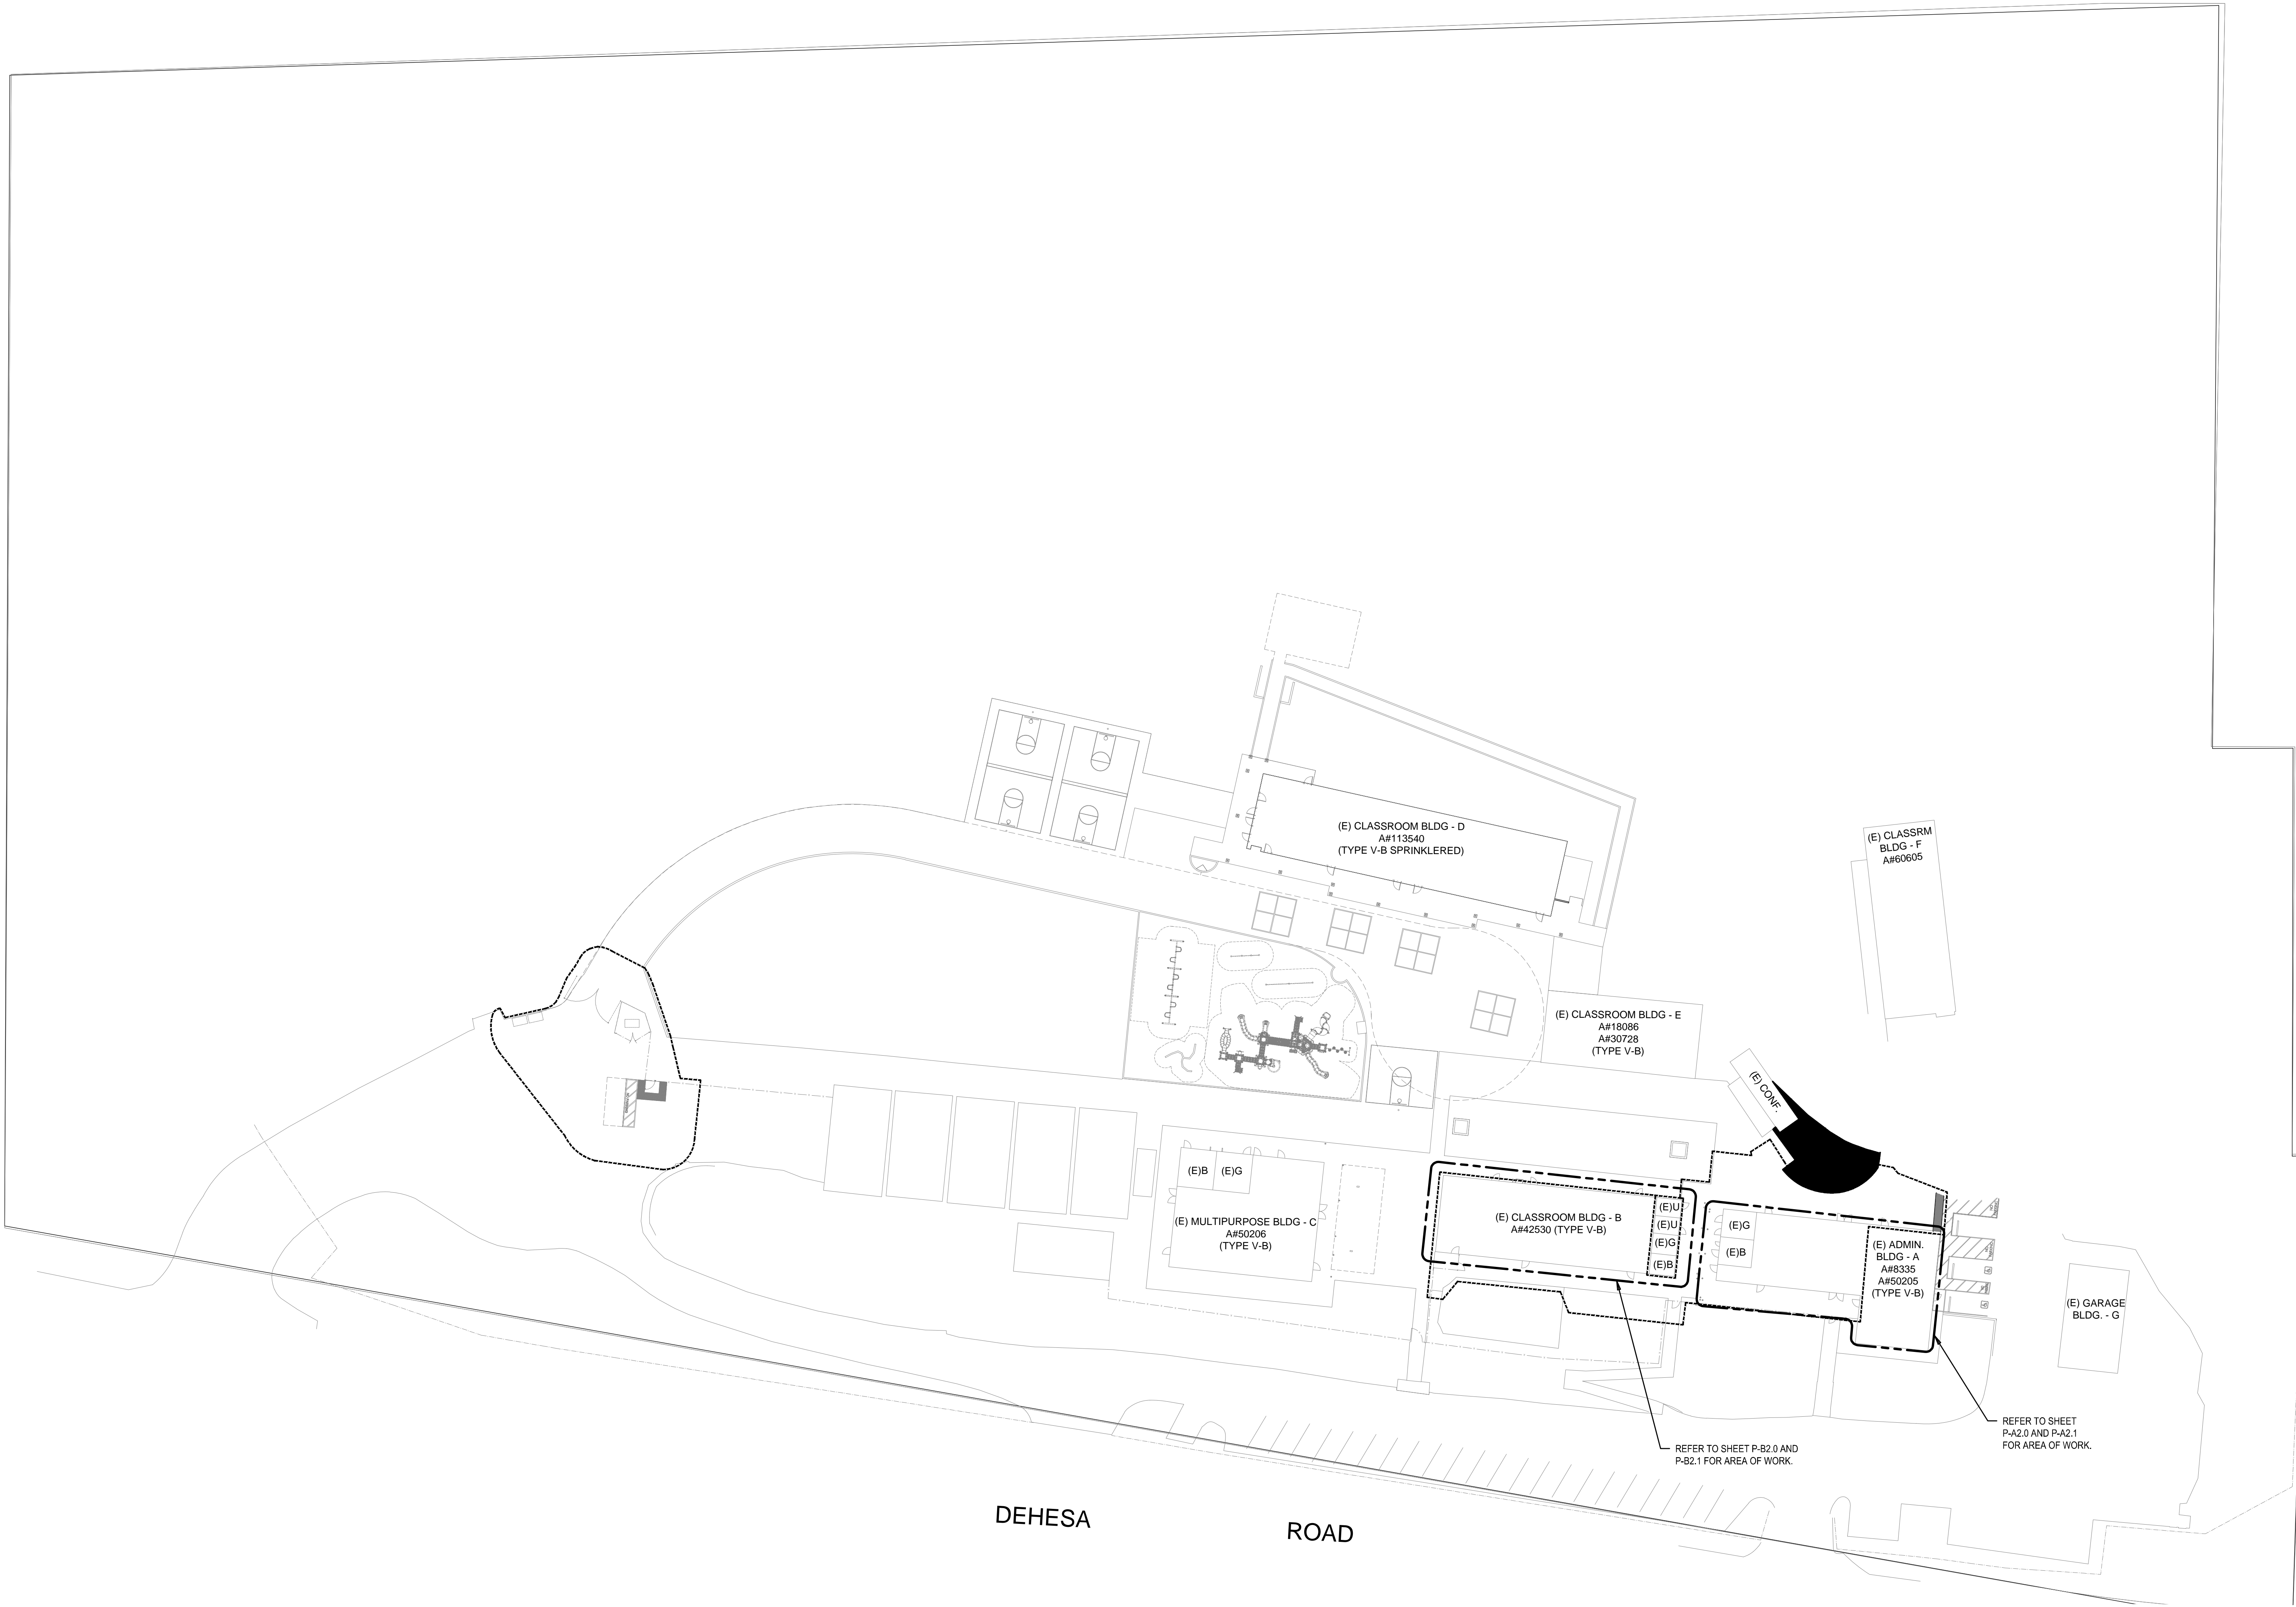 (E) CLASSROOM BLDG - D
A#113540
(TYPE V-B SPRINKLERED)
(E) CLASSRM
BLDG - F
A#60605
(E) CLASSROOM BLDG - E
A#18086
A#30728
(TYPE V-B)
(E) CONF.
(E)B
(E)G
(E) MULTIPURPOSE BLDG - C
A#50206
(TYPE V-B)
(E) CLASSROOM BLDG - B
A#42530 (TYPE V-B)
(E)U
(E)U
(E)G
(E)B
(E)G
(E)B
(E) ADMIN.
BLDG - A
A#8335
A#50205
(TYPE V-B)
(E) GARAGE
BLDG. - G
REFER TO SHEET
P-A2.0 AND P-A2.1
FOR AREA OF WORK.
REFER TO SHEET P-B2.0 AND
P-B2.1 FOR AREA OF WORK.
DEHESA ROAD